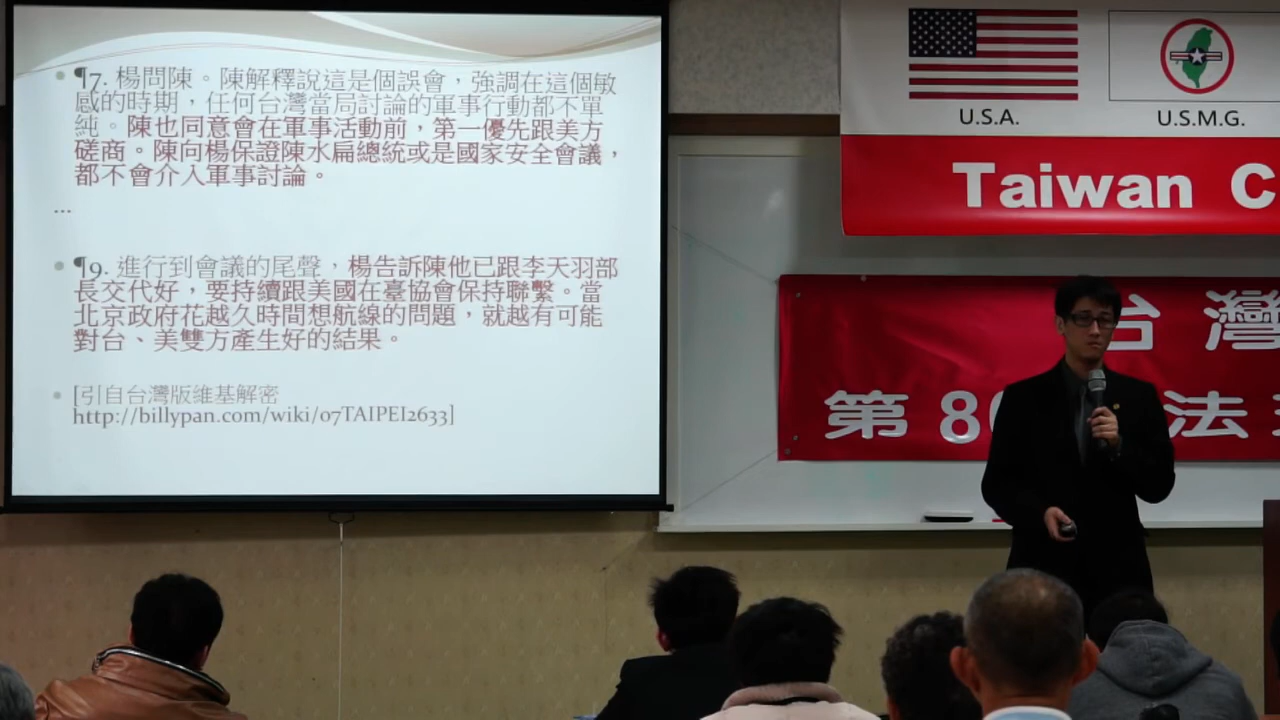 ¶7. 楊問陳。陳解釋說這是個誤會，強調在這個敏
感的時期，任何台灣當局討論的軍事行動都不單
純。陳也同意會在軍事活動前，第一優先跟美方
磋商。陳向楊保證陳水扁總統或是國家安全會議，
都不會介入軍事討論。
...
¶9. 進行到會議的尾聲，楊告訴陳他已跟李天羽部
長交代好，要持續跟美國在臺協會保持聯繫。當
北京政府花越久時間想航線的問題，就越有可能
對台、美雙方產生好的結果。
[引自台灣版維基解密
http://billypan.com/wiki/07TAIPEI2633]
U.S.A.
U.S.M.G.
Taiwan C
台灣
第 8
法